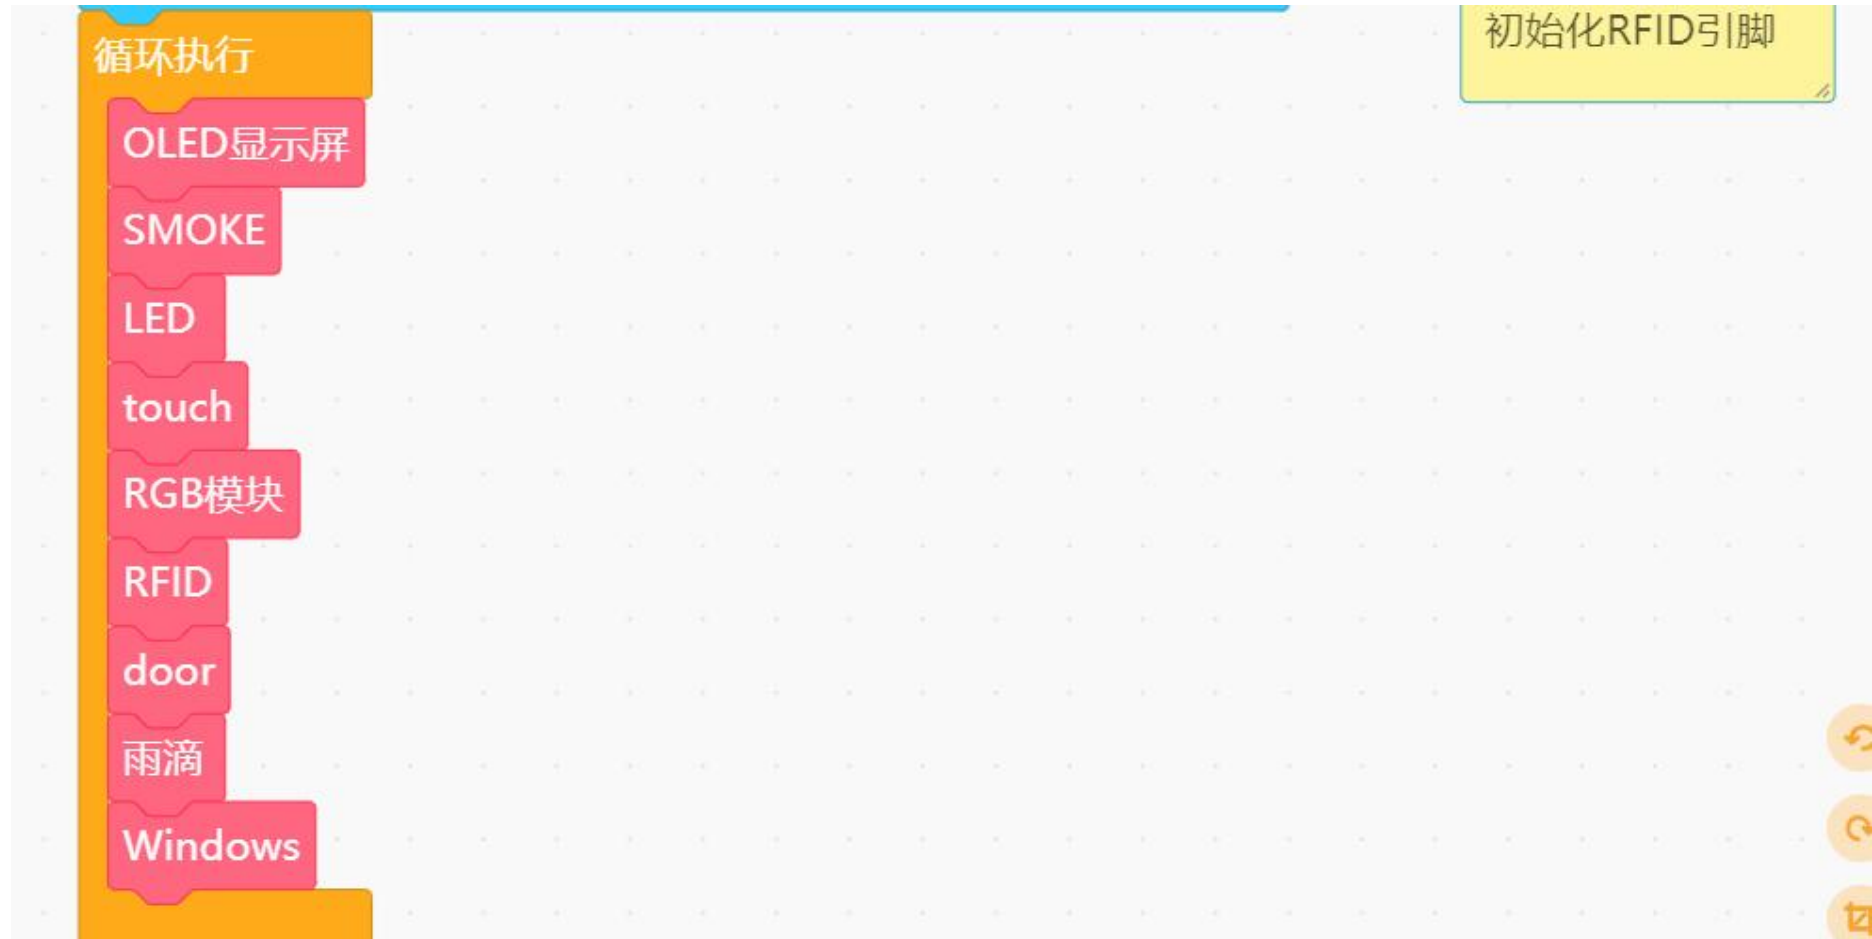 循环执行
初始化RFID引脚
OLED显示屏
SMOKE
LED
touch
RGB模块
RFID
door
雨滴
Windows